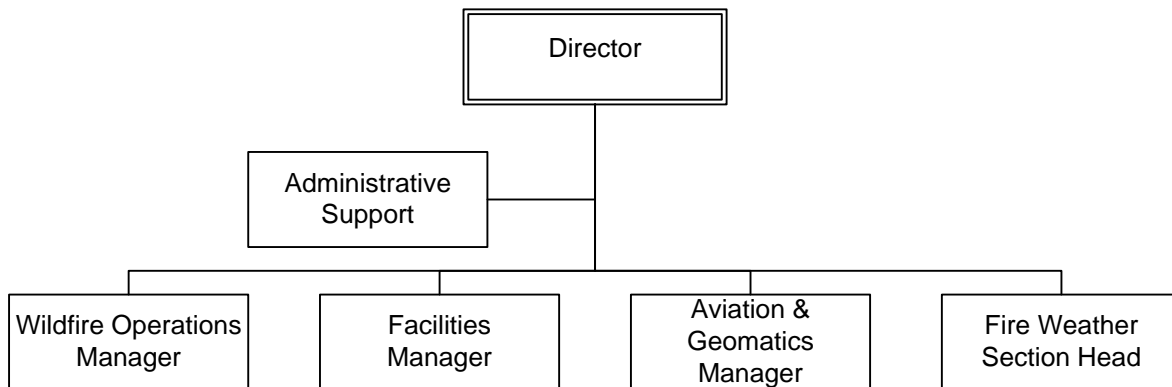 Director
Administrative
Support
Wildfire Operations
Manager
Facilities
Manager
Aviation &
Geomatics
Manager
Fire Weather
Section Head